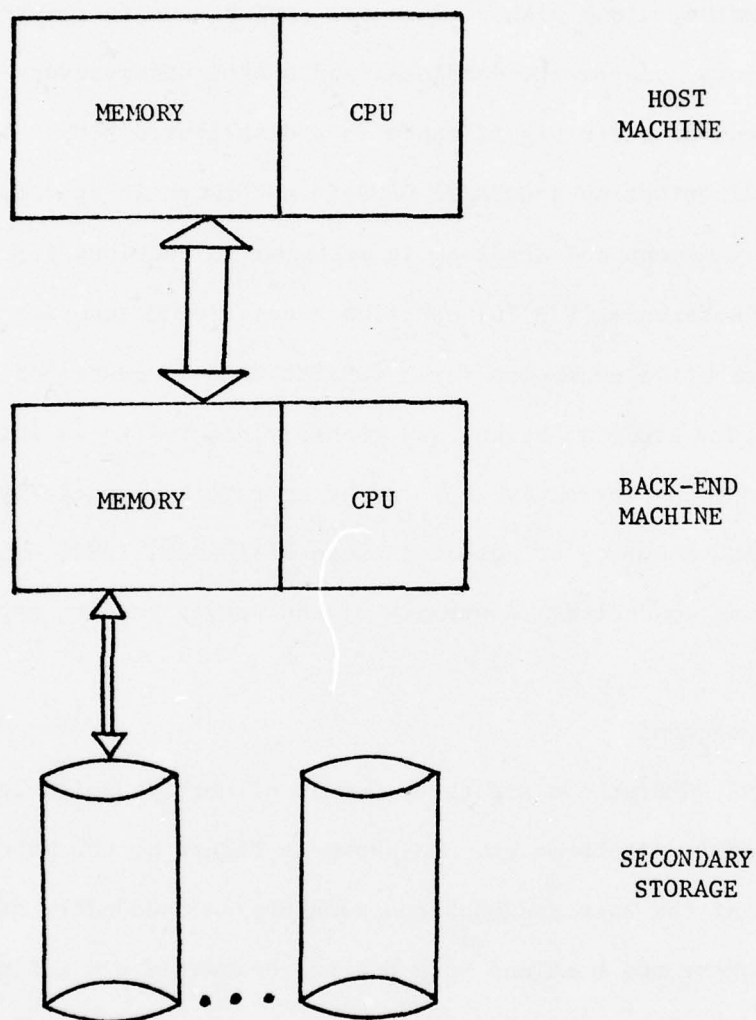 MEMORY
CPU
HOST
MACHINE
MEMORY
CPU
BACK-END
MACHINE
SECONDARY
STORAGE